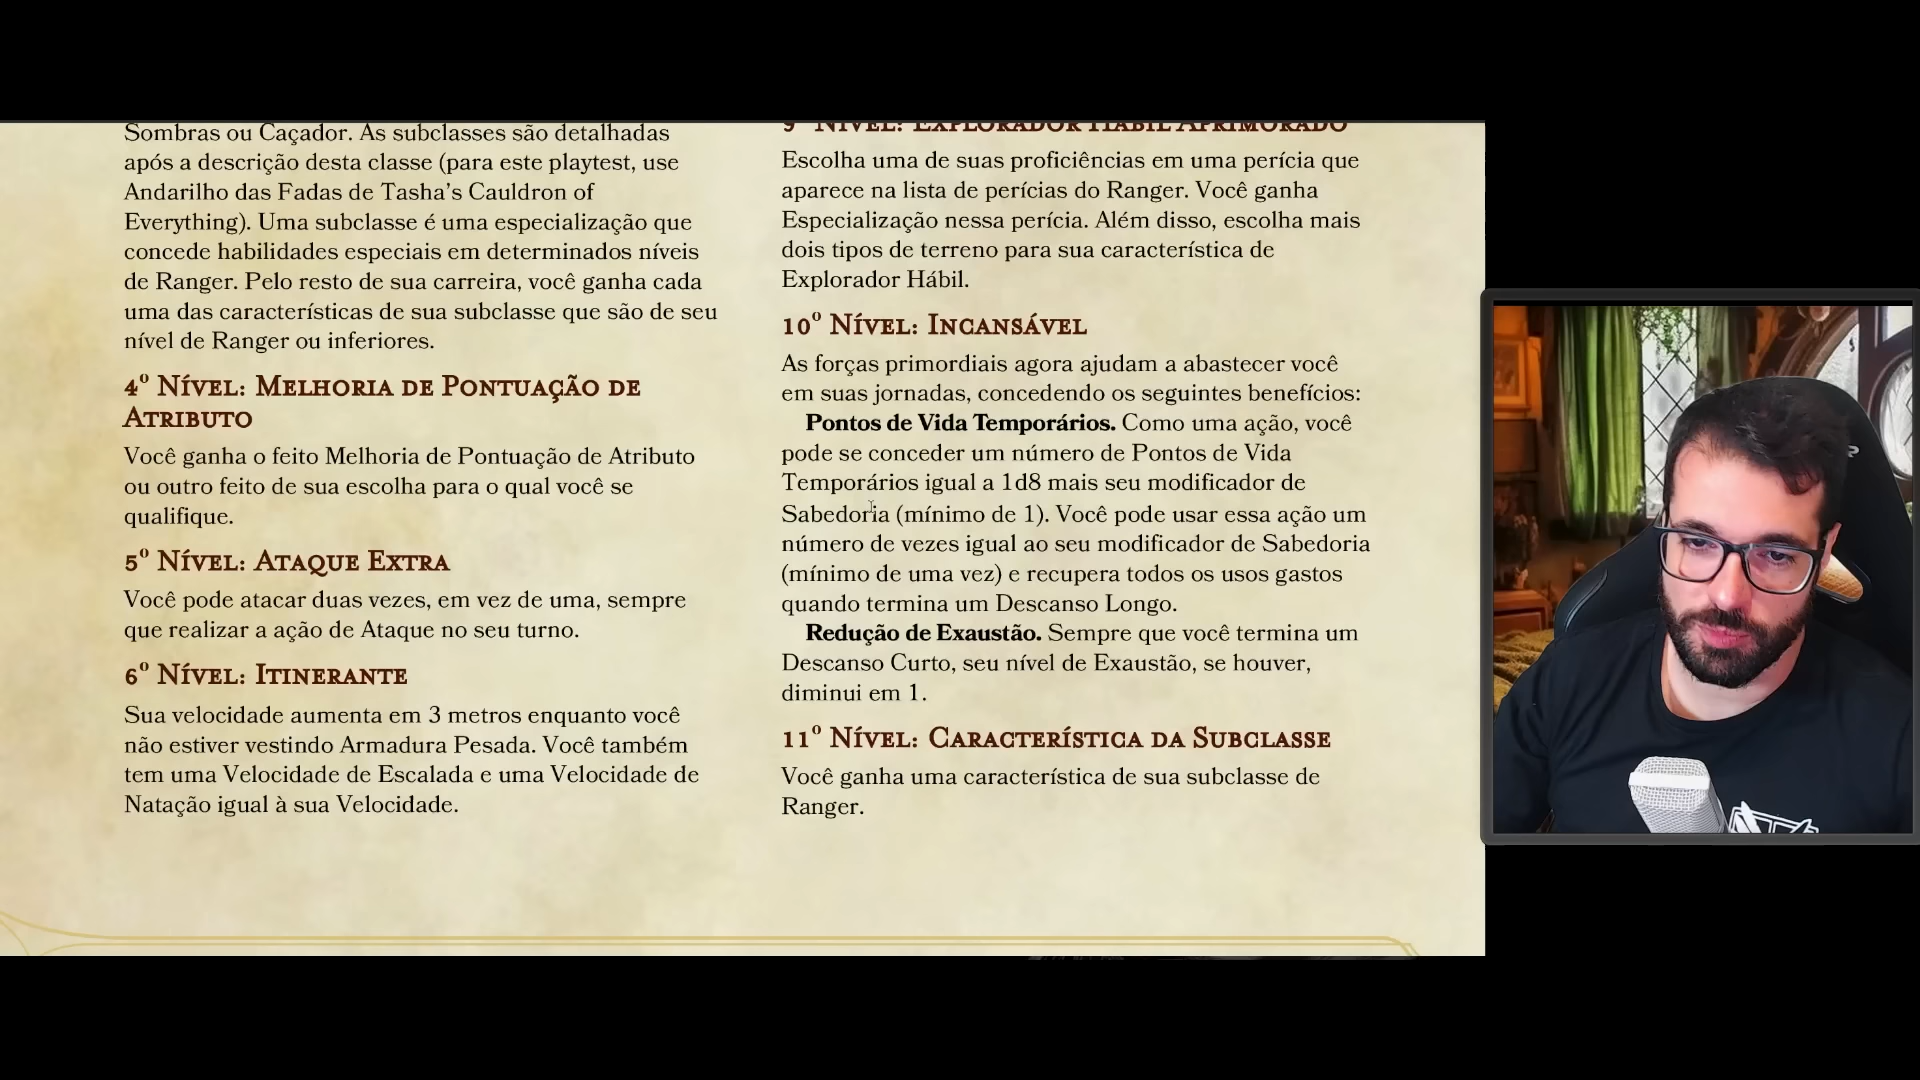 Sombras ou Caçador. As subclasses são detalhadas
após a descrição desta classe (para este playtest, use
Andarilho das Fadas de Tasha's Cauldron of
Everything). Uma subclasse é uma especialização que
concede habilidades especiais em determinados níveis
de Ranger. Pelo resto de sua carreira, você ganha cada
uma das características de sua subclasse que são de seu
nível de Ranger ou inferiores.
4º Nível: Melhoria de Pontuação de
Atributo
Você ganha o feito Melhoria de Pontuação de Atributo
ou outro feito de sua escolha para o qual você se
qualifique.
5º Nível: Ataque Extra
Você pode atacar duas vezes, em vez de uma, sempre
que realizar a ação de Ataque no seu turno.
6º Nível: Itinerante
Sua velocidade aumenta em 3 metros enquanto você
não estiver vestindo Armadura Pesada. Você também
tem uma Velocidade de Escalada e uma Velocidade de
Natação igual à sua Velocidade.
9º Nível: Explorador Hábil Aprimorado
Escolha uma de suas proficiências em uma perícia que
aparece na lista de perícias do Ranger. Você ganha
Especialização nessa perícia. Além disso, escolha mais
dois tipos de terreno para sua característica de
Explorador Hábil.
10º Nível: Incansável
As forças primordiais agora ajudam a abastecer você
em suas jornadas, concedendo os seguintes benefícios:
Pontos de Vida Temporários. Como uma ação, você
pode se conceder um número de Pontos de Vida
Temporários igual a 1d8 mais seu modificador de
Sabedoria (mínimo de 1). Você pode usar essa ação um
número de vezes igual ao seu modificador de Sabedoria
(mínimo de uma vez) e recupera todos os usos gastos
quando termina um Descanso Longo.
Redução de Exaustão. Sempre que você termina um
Descanso Curto, seu nível de Exaustão, se houver,
diminui em 1.
11º Nível: Característica da Subclasse
Você ganha uma característica de sua subclasse de
Ranger.